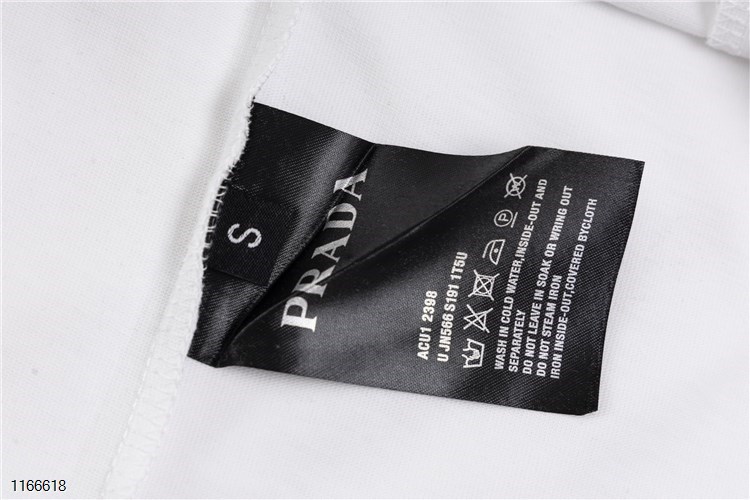 S
PRADA
ACU1 2398
UJN566 S191 1T5U
P
WASH IN COLD WATER,INSIDE-OUT AND
SEPARATELY
DO NOT LEAVE IN SOAK OR WRING OUT
DO NOT STEAM IRON
IRON INSIDE-OUT,COVERED BYCLOTH
1166618